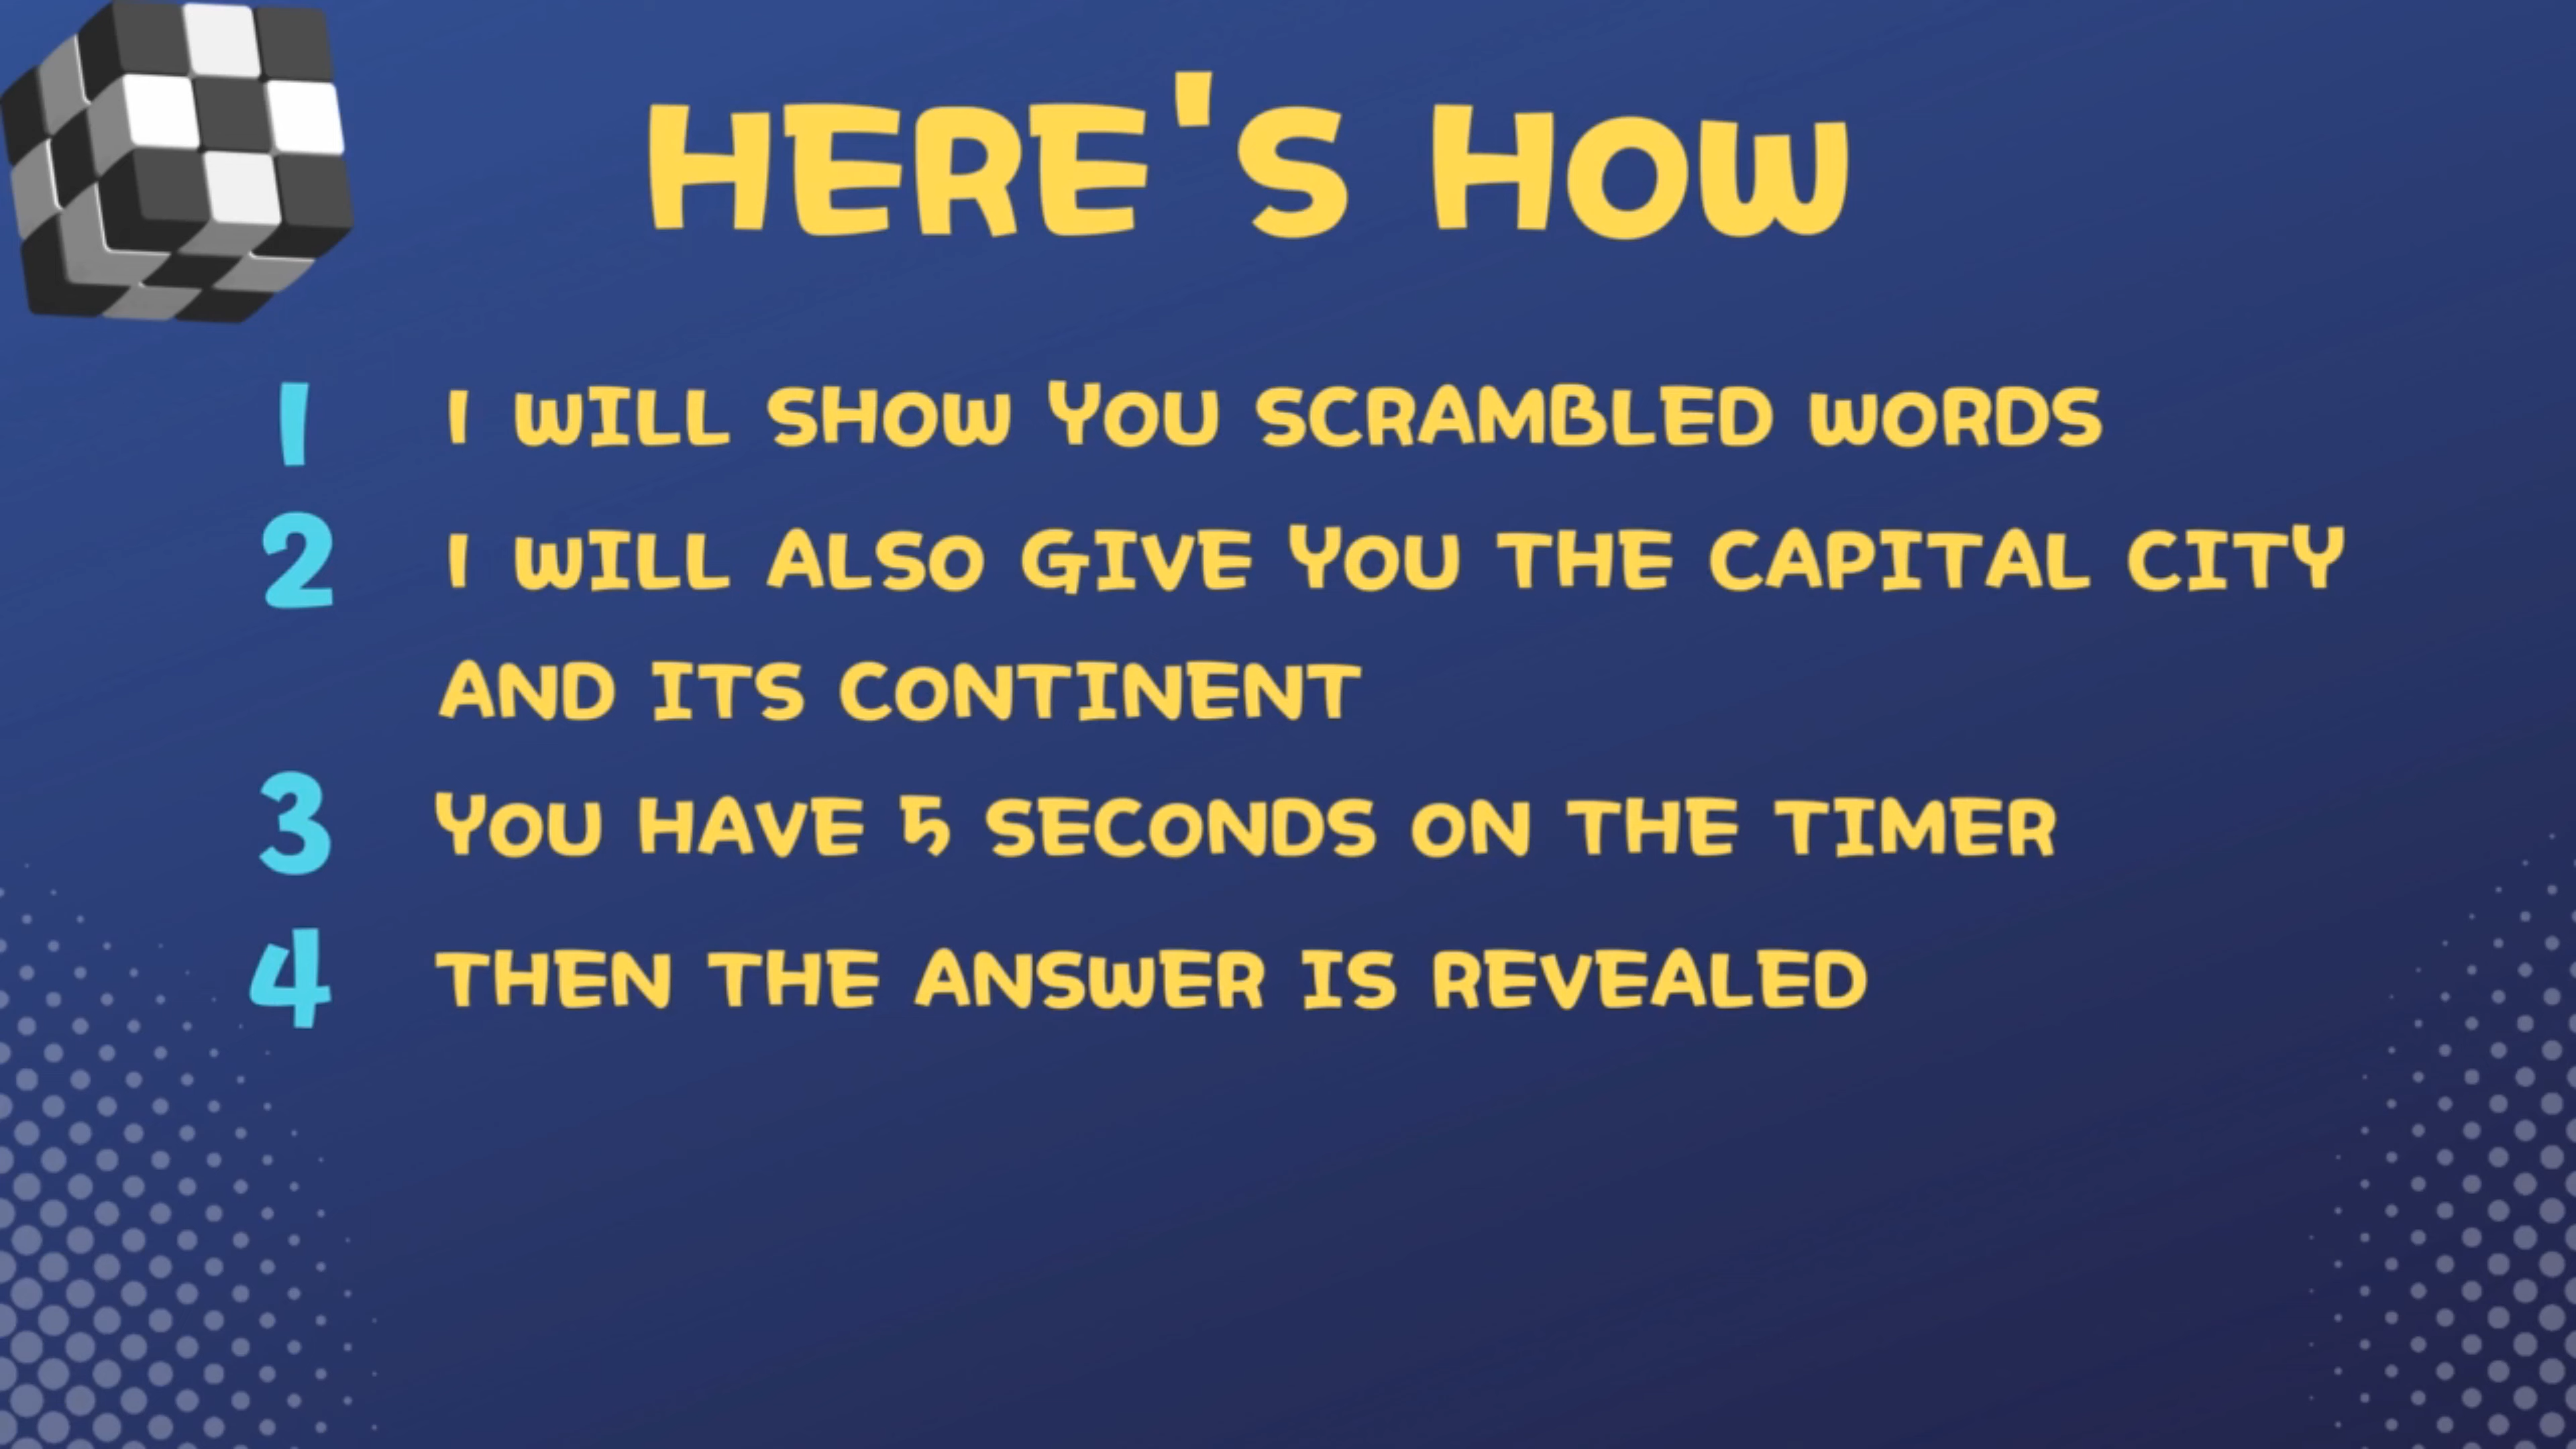 HERE'S HOW
1 I WILL SHOW YOU SCRAMBLED WORDS
2 I WILL ALSO GIVE YOU THE CAPITAL CITY
AND ITS CONTINENT
3 YOU HAVE 5 SECONDS ON THE TIMER
4 THEN THE ANSWER IS REVEALED